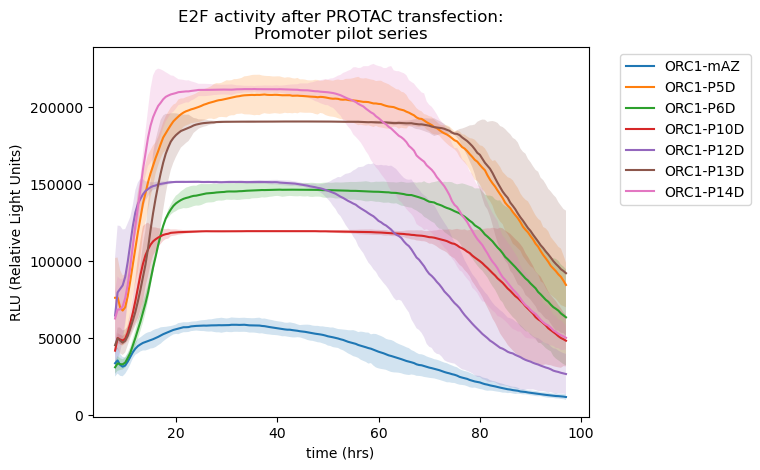 E2F activity after PROTAC transfection:
Promoter pilot series
RLU (Relative Light Units)
200000
150000
100000
50000
0
20
40
60
80
100
time (hrs)
ORC1-mAZ
ORC1-P5D
ORC1-P6D
ORC1-P10D
ORC1-P12D
ORC1-P13D
ORC1-P14D